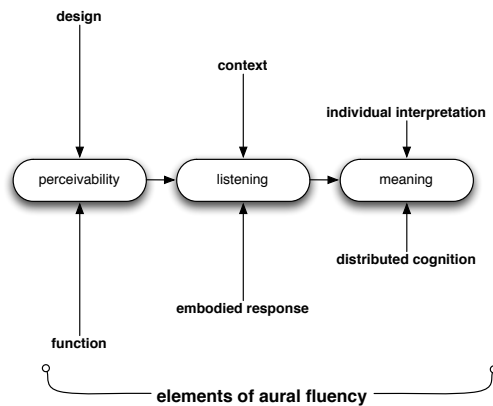 design
context
individual interpretation
perceivability
listening
meaning
distributed cognition
embodied response
function
elements of aural fluency